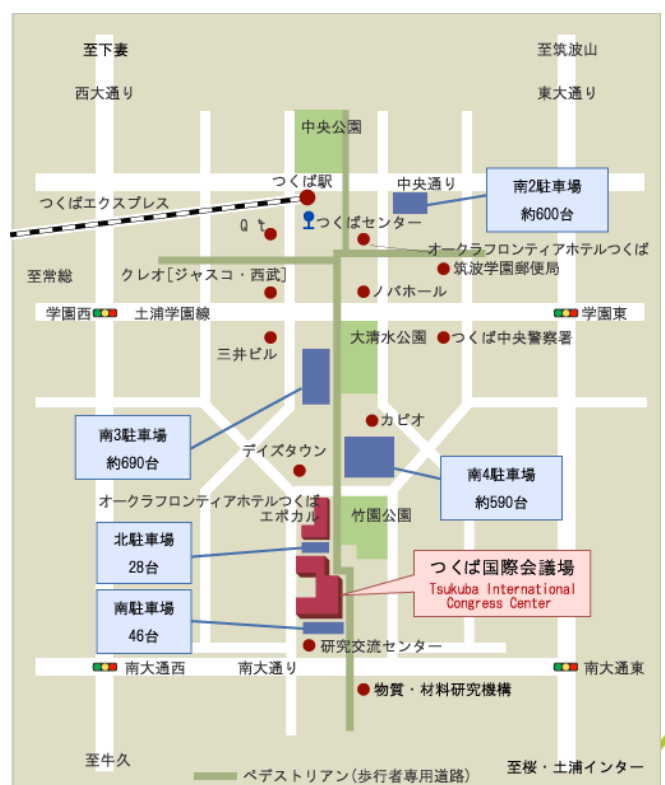 至下妻
至筑波山
西大通り
東大通り
中央公園
つくば駅
中央通り
南2駐車場
約600台
つくばエクスプレス
Qt
つくばセンター
オークラフロンティアホテルつくば
筑波学園郵便局
至常総
クレオ[ジャスコ・西武]
ノバホール
学園西
土浦学園線
学園東
三井ビル
大清水公園
つくば中央警察署
カピオ
南3駐車場
約690台
デイズタウン
南4駐車場
約590台
オークラフロンティアホテルつくば
エポカル
竹園公園
北駐車場
28台
つくば国際会議場
Tsukuba International
Congress Center
南駐車場
46台
研究交流センター
南大通西
南大通り
南大通東
物質・材料研究機構
至牛久
至桜・土浦インター
ペデストリアン(歩行者専用道路)